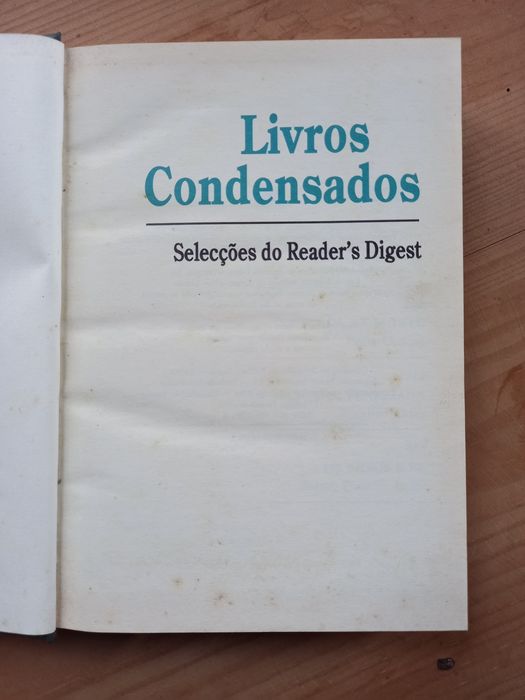 Livros
Condensados
Selecções do Reader's Digest